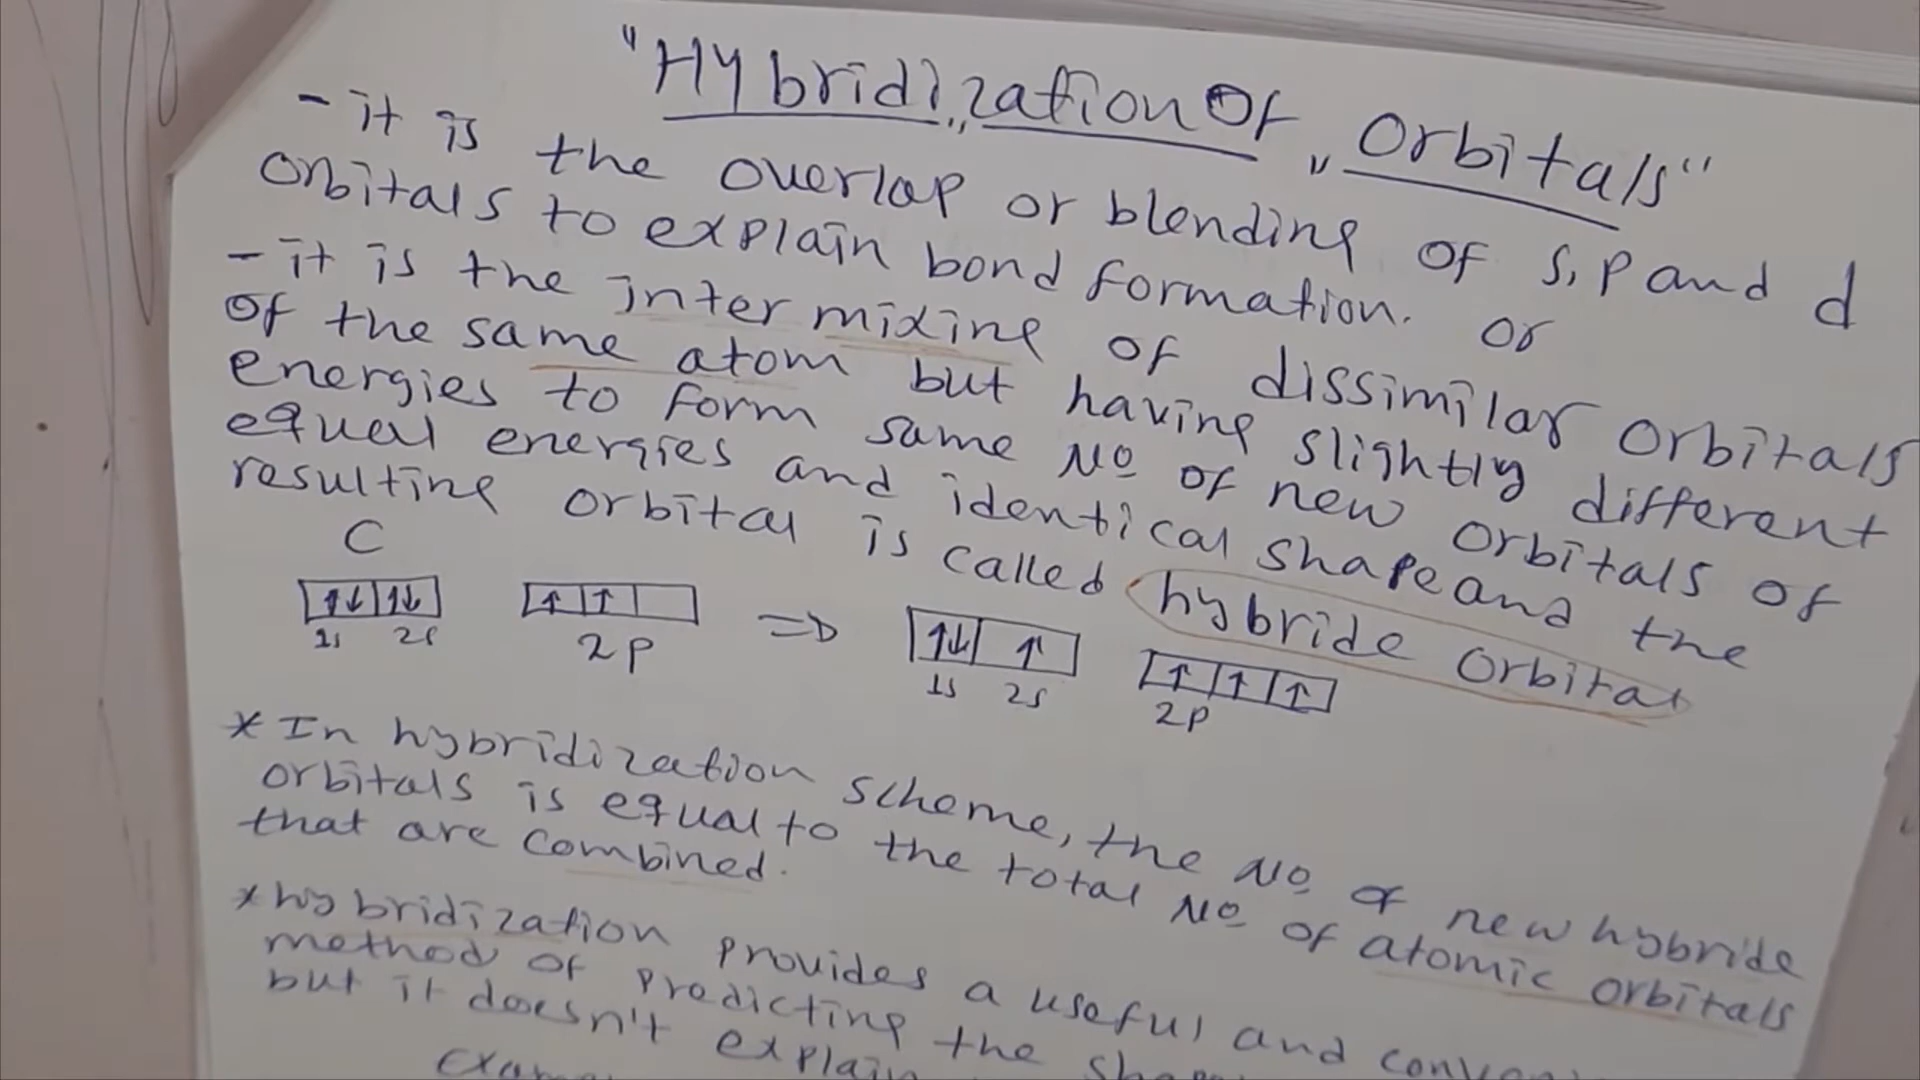 "Hybridization Of "Orbitals"
- it is the overlap or blending of s, p and d
orbitals to explain bond formation. or
- it is the inter mixing of dissimilar orbitals
of the same atom but having slightly different
energies to form same No of new orbitals of
equal energies and identical shape and the
resulting orbital is called hybride orbital
C
↑↓ ↑↓ ↑ ↑ => ↑↓ ↑ ↑ ↑ ↑
1s 2s 2p 1s 2s 2p
* In hybridization scheme, the No of new hybride
orbitals is equal to the total No of atomic orbitals
that are combined.
* hybridization provides a useful and
method of predicting the
but it doesn't